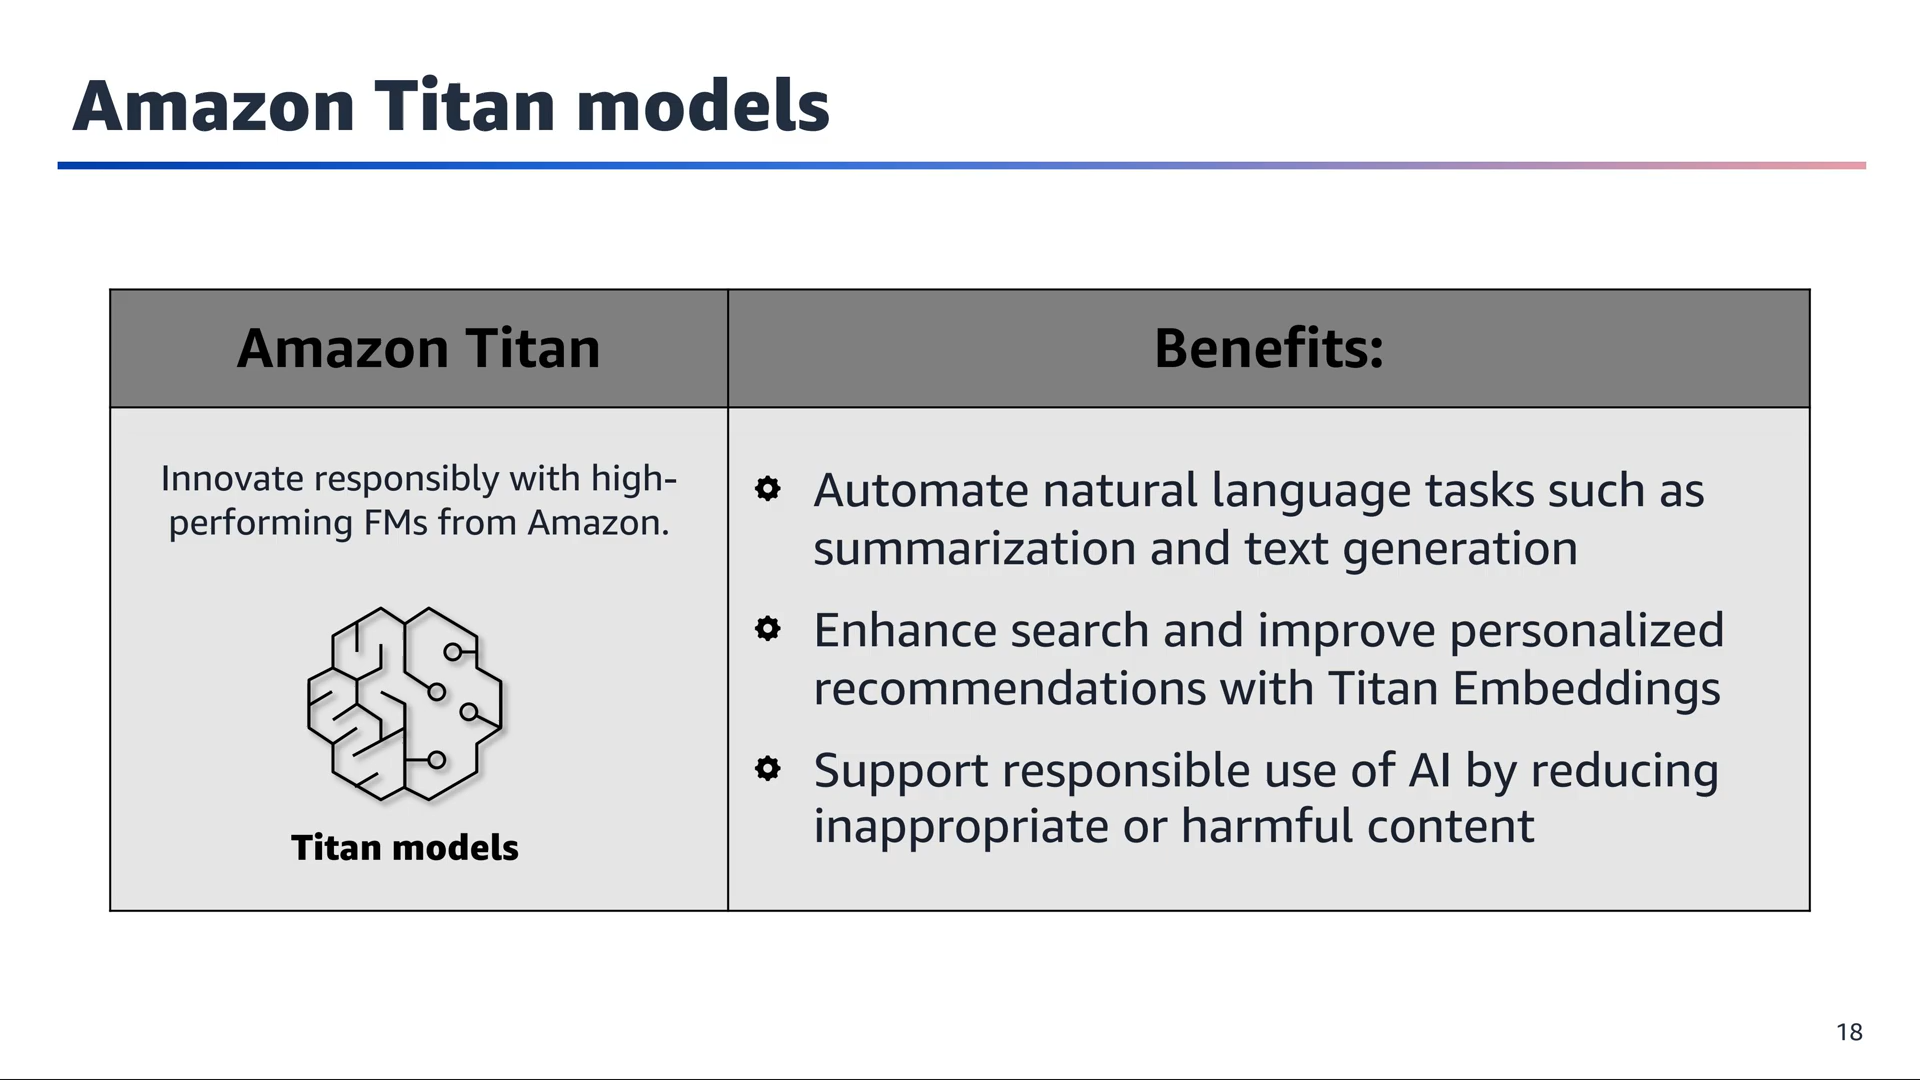 Amazon Titan models
Amazon Titan
Benefits:
Innovate responsibly with high-
performing FMs from Amazon.
Titan models
Automate natural language tasks such as
summarization and text generation
Enhance search and improve personalized
recommendations with Titan Embeddings
Support responsible use of AI by reducing
inappropriate or harmful content
18